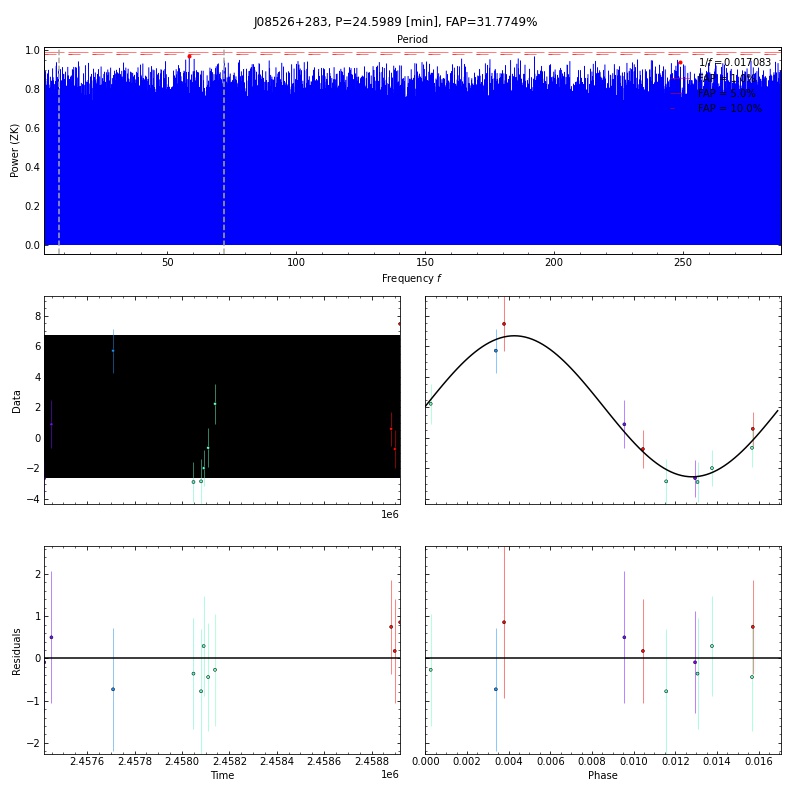 J08526+283, P=24.5989 [min], FAP=31.7749%
Period
1.0
0.8
0.6
0.4
0.2
0.0
Power (ZK)
1/f = 0.017083
FAP = 5.0%
FAP = 10.0%
50 100 150 200 250
Frequency f
8
6
4
2
0
−2
−4
Data
1e6
2
1
0
−1
−2
Residuals
2.4576 2.4578 2.4580 2.4582 2.4584 2.4586 2.4588
1e6
Time
0.000 0.002 0.004 0.006 0.008 0.010 0.012 0.014 0.016
Phase